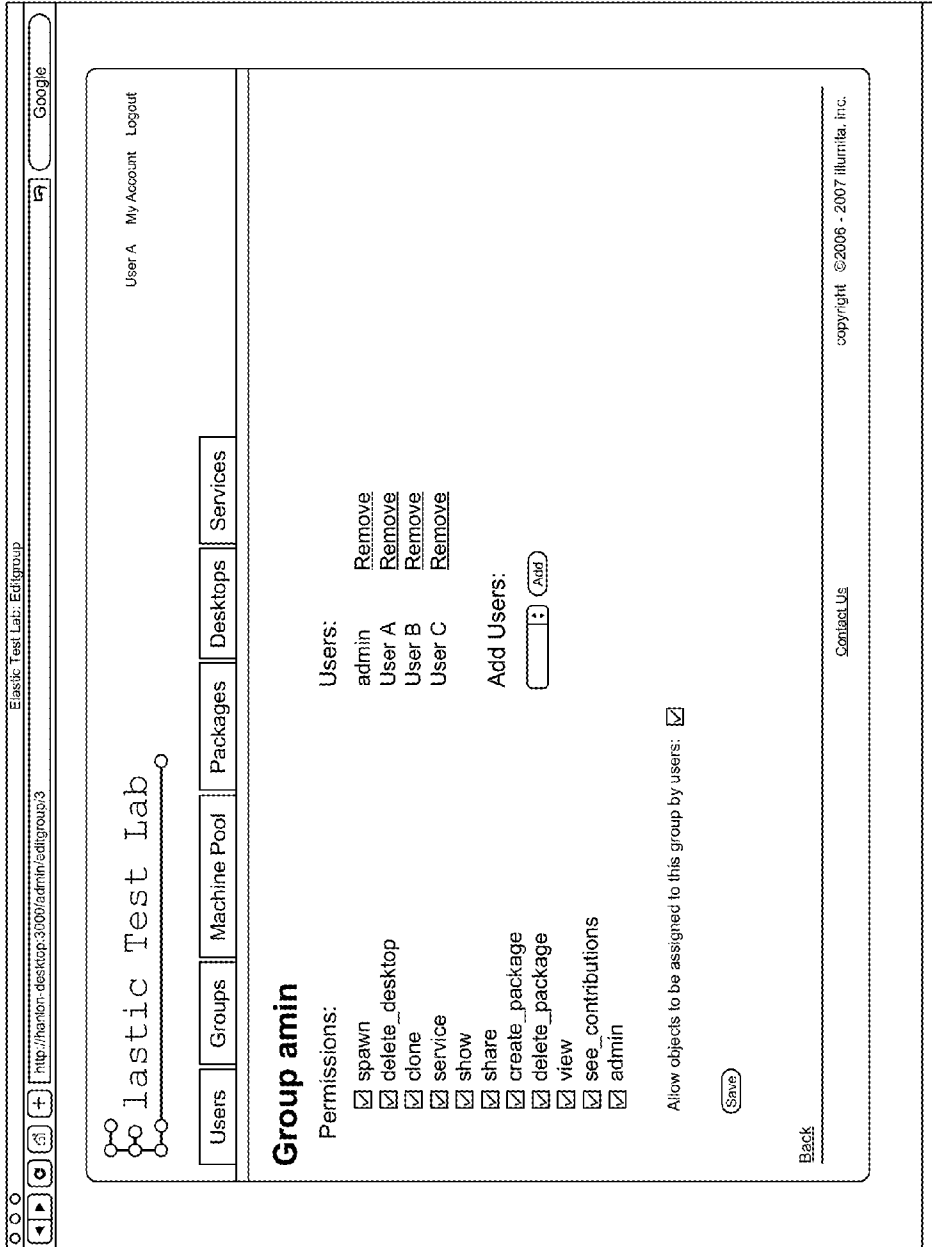 Elastic Test Lab: Editgroup
http://hanlon-desktop:3000/admin/editgroup/3
Google
Elastic Test Lab
User A My Account Logout
Users Groups Machine Pool Packages Desktops Services
Group amin
Permissions:
spawn
delete_desktop
clone
service
show
share
create_package
delete_package
view
see_contributions
admin
Users:
admin Remove
User A Remove
User B Remove
User C Remove
Add Users:
Add
Allow objects to be assigned to this group by users:
Save
Back
Contact Us
copyright ©2006 - 2007 illumita, inc.